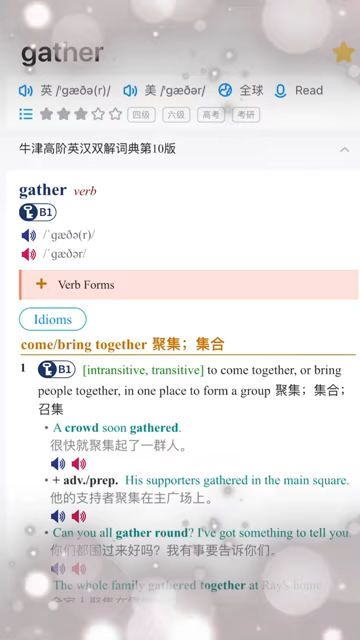 gather
英 /'gæðə(r)/ 美 /'gæðər/ 全球 Read
四级 六级 高考 考研
牛津高阶英汉双解词典第10版
gather verb
B1
/ˈɡæðə(r)/
/ˈɡæðər/
+ Verb Forms
Idioms
come/bring together 聚集；集合
1 B1 [intransitive, transitive] to come together, or bring
people together, in one place to form a group 聚集；集合；
召集
• A crowd soon gathered.
很快就聚集起了一群人。
• + adv./prep. His supporters gathered in the main square.
他的支持者聚集在主广场上。
• Can you all gather round? I've got something to tell you.
你们都围过来好吗？我有事要告诉你们。
The whole family gathered together at Ray's home.